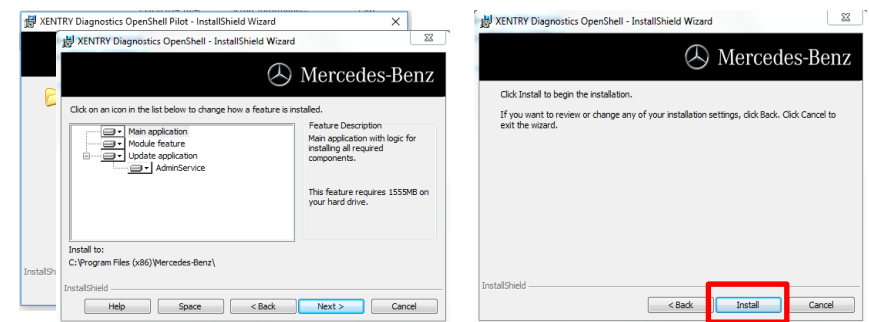 XENTRY Diagnostics OpenShell Pilot - InstallShield Wizard
XENTRY Diagnostics OpenShell - InstallShield Wizard
Mercedes-Benz
Click on an icon in the list below to change how a feature is installed.
Main application
Module feature
Update application
AdminService
Feature Description
Main application with logic for
installing all required
components.
This feature requires 1555MB on
your hard drive.
Install to:
C:\Program Files (x86)\Mercedes-Benz\
InstallSh
InstallShield
Help
Space
< Back
Next >
Cancel
XENTRY Diagnostics OpenShell - InstallShield Wizard
Mercedes-Benz
Click Install to begin the installation.
If you want to review or change any of your installation settings, click Back. Click Cancel to
exit the wizard.
InstallShield
< Back
Install
Cancel